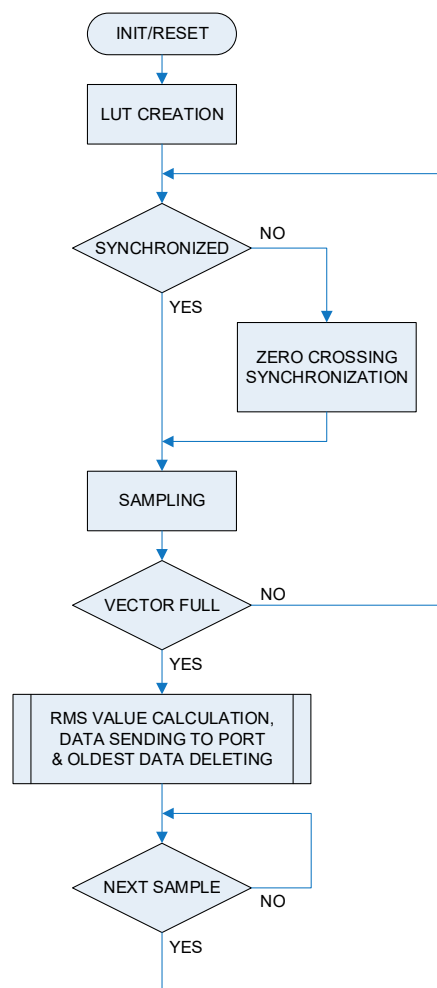 INIT/RESET
LUT CREATION
SYNCHRONIZED
NO
YES
ZERO CROSSING
SYNCHRONIZATION
SAMPLING
VECTOR FULL
NO
YES
RMS VALUE CALCULATION,
DATA SENDING TO PORT
& OLDEST DATA DELETING
NEXT SAMPLE
NO
YES